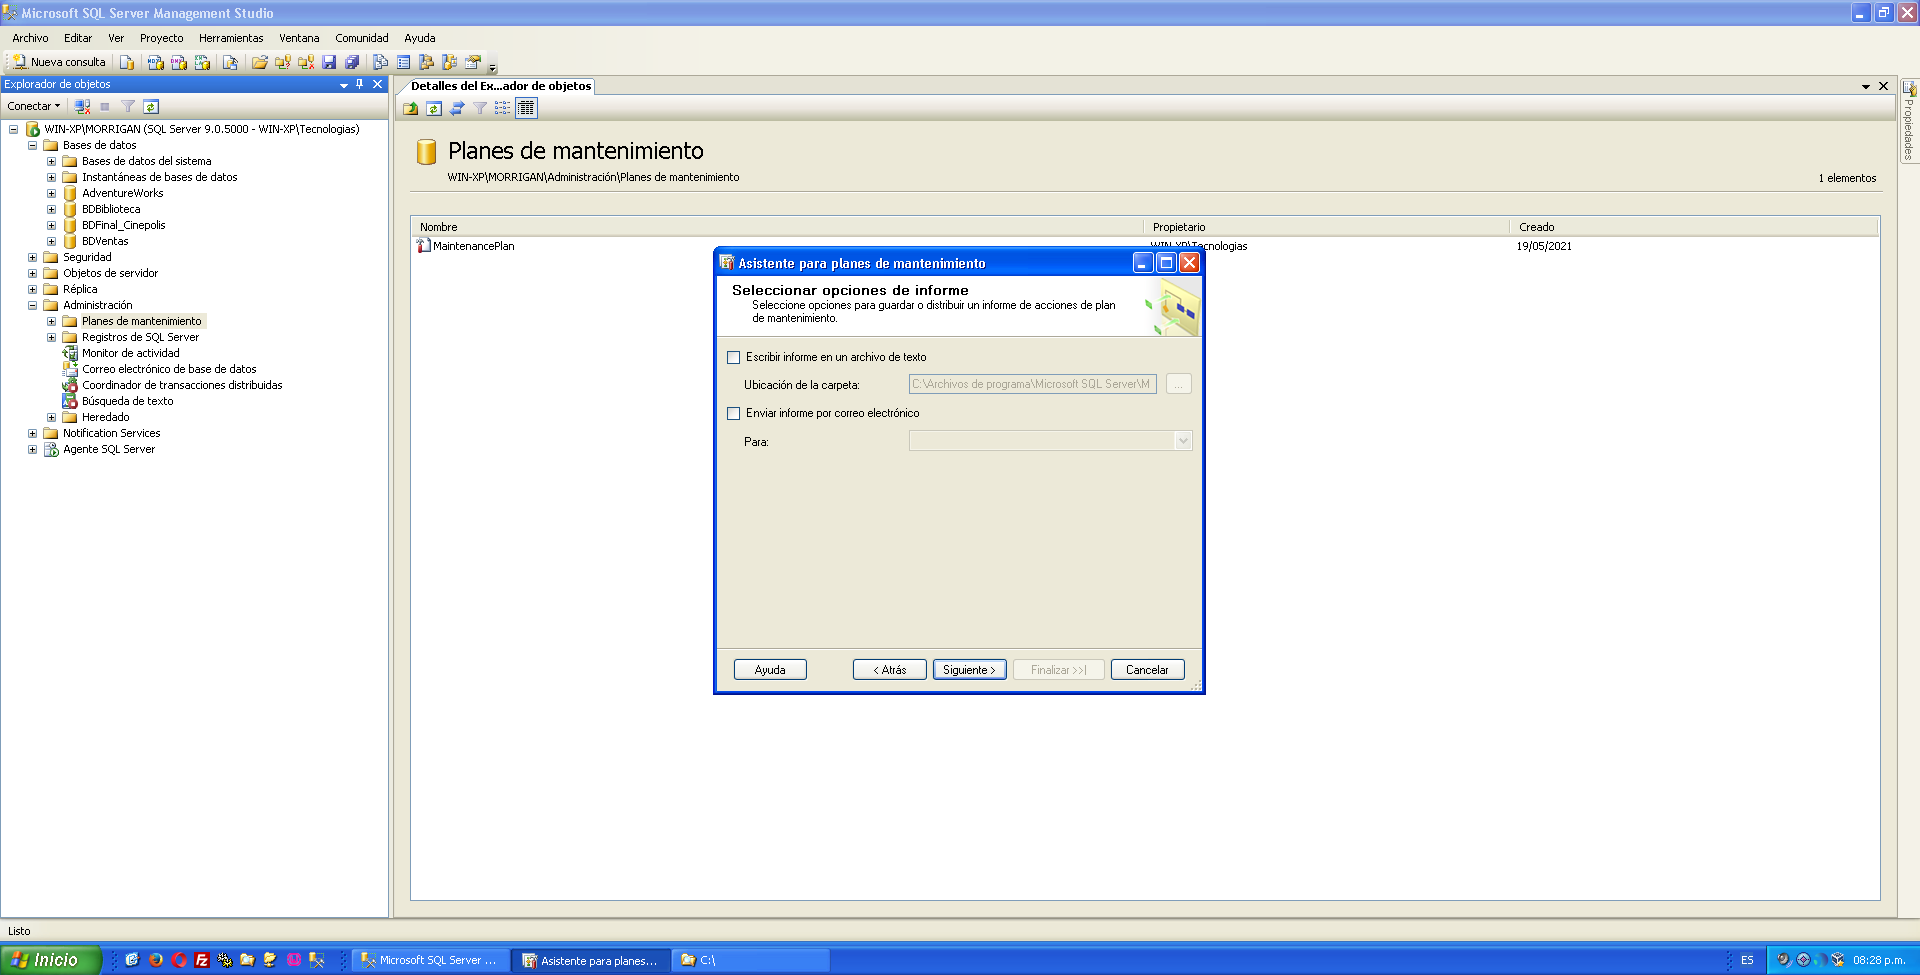 Microsoft SQL Server Management Studio
Archivo Editar Ver Proyecto Herramientas Ventana Comunidad Ayuda
Nueva consulta
Explorador de objetos
Conectar
WIN-XP\MORRIGAN (SQL Server 9.0.5000 - WIN-XP\Tecnologias)
Bases de datos
Bases de datos del sistema
Instantáneas de bases de datos
AdventureWorks
BDBiblioteca
BDFinal_Cinepolis
BDVentas
Seguridad
Objetos de servidor
Réplica
Administración
Planes de mantenimiento
Registros de SQL Server
Monitor de actividad
Correo electrónico de base de datos
Coordinador de transacciones distribuidas
Búsqueda de texto
Heredado
Notification Services
Agente SQL Server
Detalles del Ex...ador de objetos
Planes de mantenimiento
WIN-XP\MORRIGAN\Administración\Planes de mantenimiento
1 elementos
Nombre Propietario Creado
MaintenancePlan WIN-XP\Tecnologias 19/05/2021
Asistente para planes de mantenimiento
Seleccionar opciones de informe
Seleccione opciones para guardar o distribuir un informe de acciones de plan
de mantenimiento.
Escribir informe en un archivo de texto
Ubicación de la carpeta: C:\Archivos de programa\Microsoft SQL Server\M ...
Enviar informe por correo electrónico
Para:
Ayuda < Atrás Siguiente > Finalizar >>| Cancelar
Propiedades
Listo
Inicio Microsoft SQL Server ... Asistente para planes... C:\ ES 08:28 p.m.